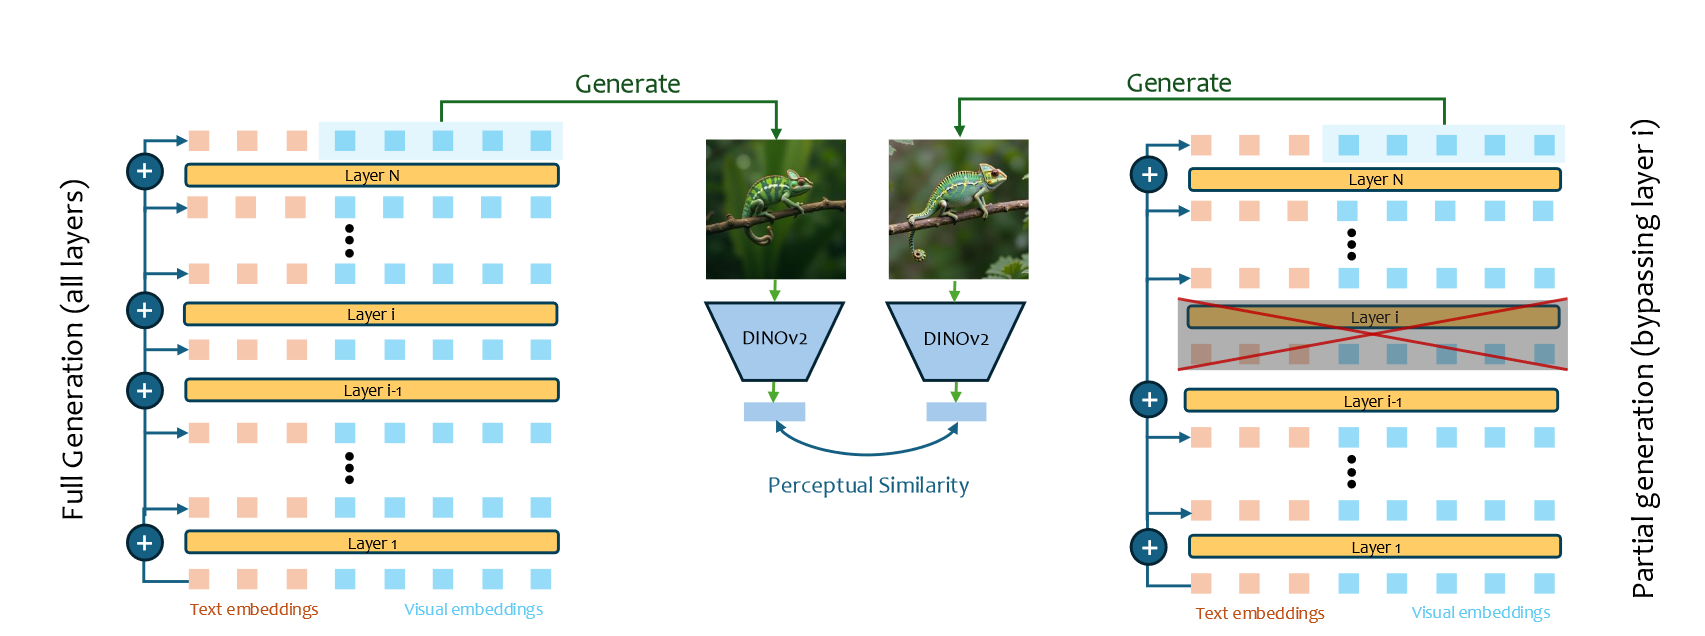 Full Generation (all layers)
Generate
+
Layer N
+
Layer i
+
Layer i-1
+
Layer 1
Text embeddings
Visual embeddings
DINOv2
DINOv2
Perceptual Similarity
Generate
+
Layer N
Layer i
+
Layer i-1
+
Layer 1
Text embeddings
Visual embeddings
Partial generation (bypassing layer i)